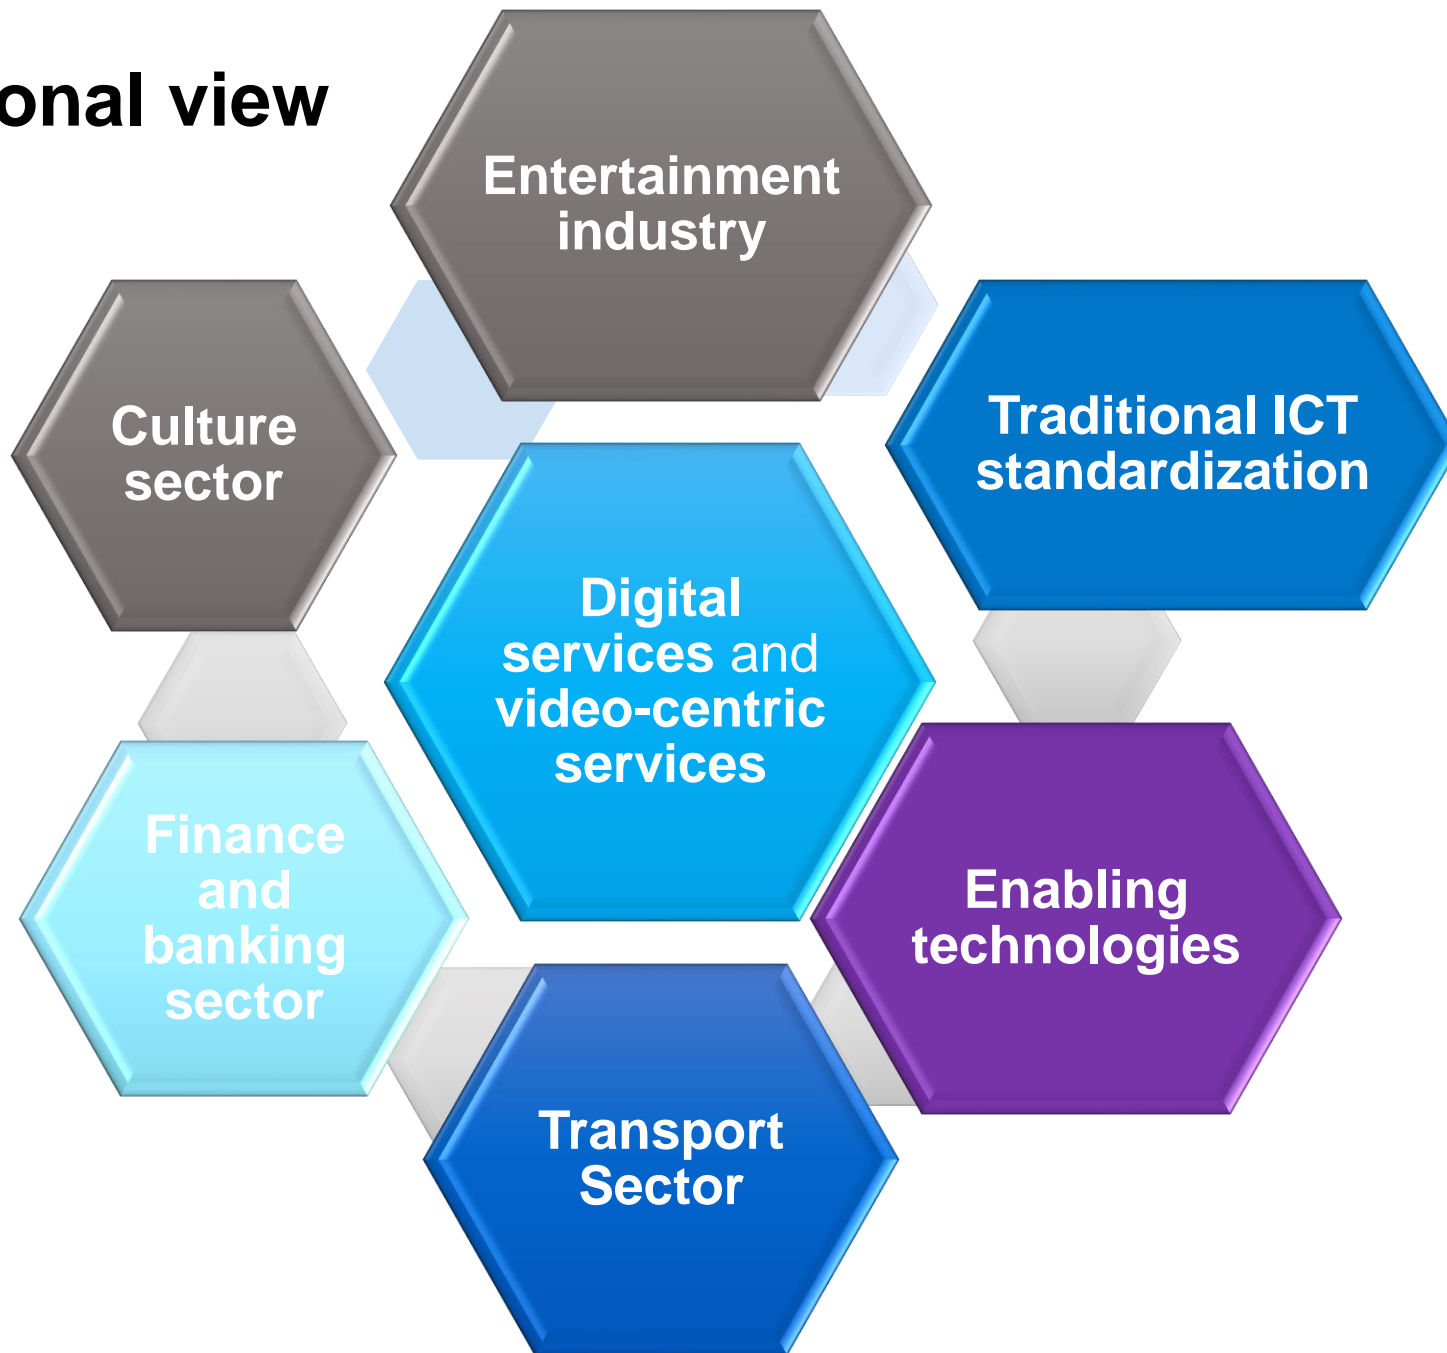 onal view
Entertainment
industry
Culture
sector
Traditional ICT
standardization
Digital
services and
video-centric
services
Finance
and
banking
sector
Enabling
technologies
Transport
Sector